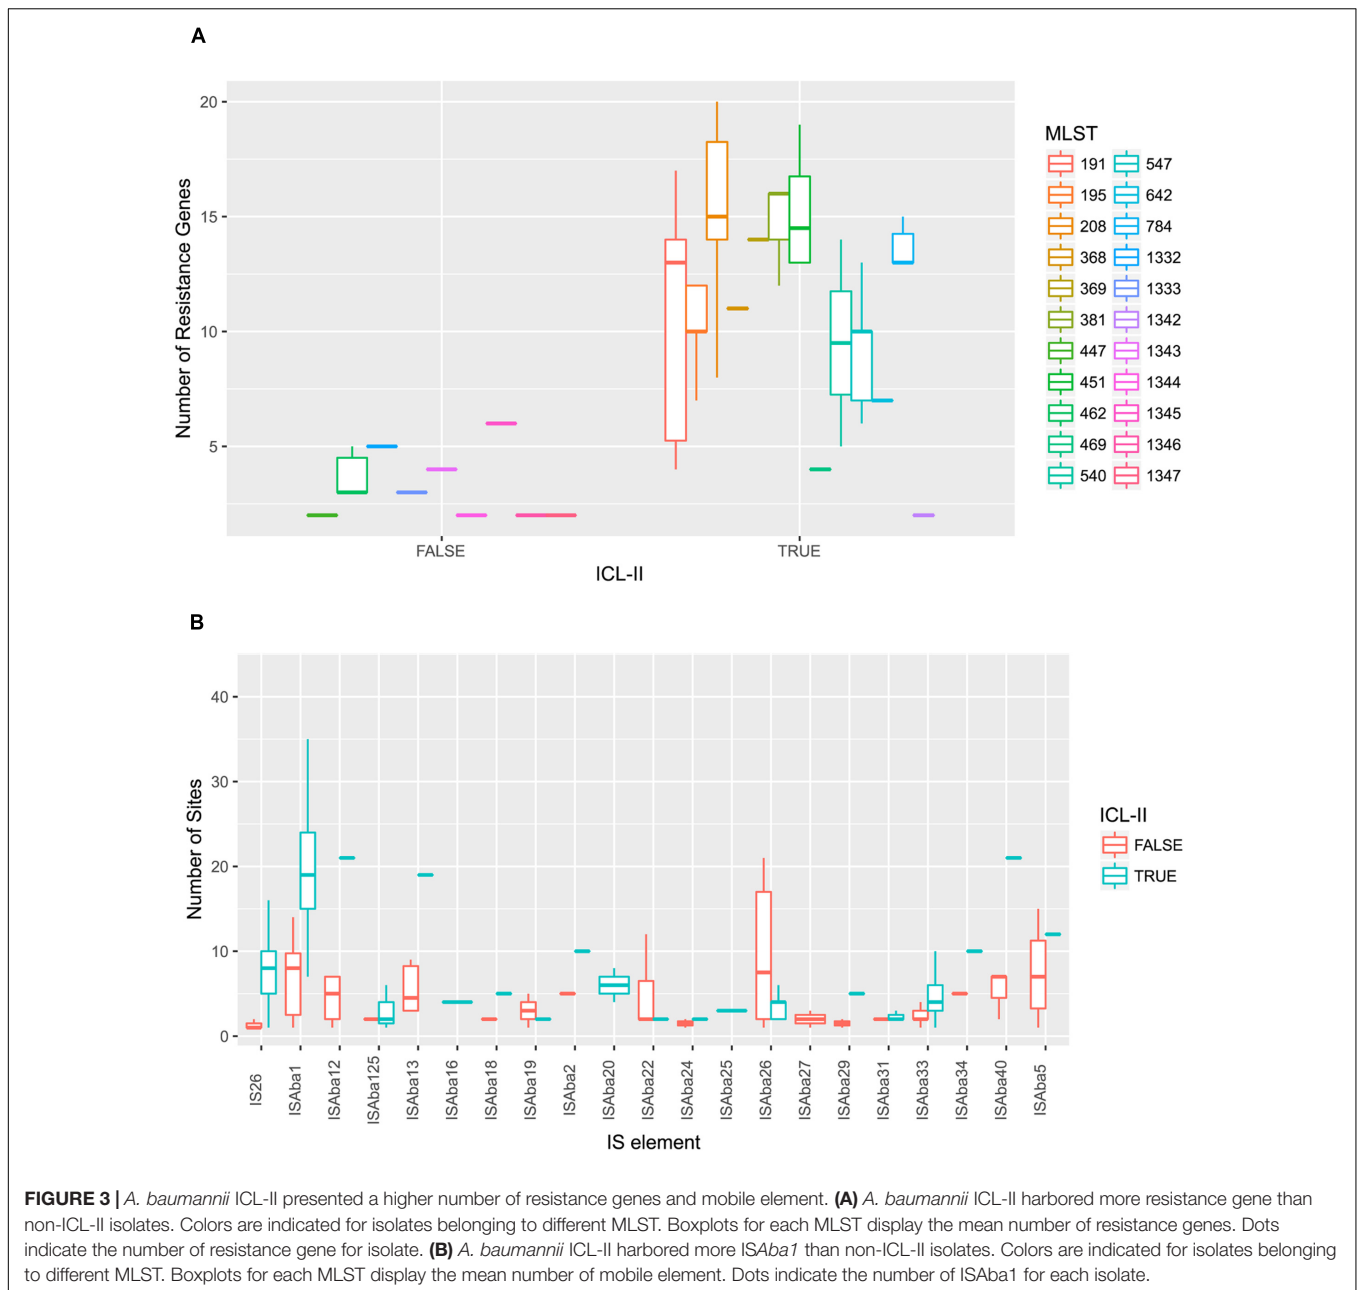 A
Number of Resistance Genes
20
15
10
5
FALSE TRUE
ICL-II
MLST
191 547
195 642
208 784
368 1332
369 1333
381 1342
447 1343
451 1344
462 1345
469 1346
540 1347
B
Number of Sites
40
30
20
10
0
IS26 ISAba1 ISAba12 ISAba125 ISAba13 ISAba16 ISAba18 ISAba19 ISAba2 ISAba20 ISAba22 ISAba24 ISAba25 ISAba26 ISAba27 ISAba29 ISAba31 ISAba33 ISAba34 ISAba40 ISAba5
IS element
ICL-II
FALSE
TRUE
FIGURE 3 | A. baumannii ICL-II presented a higher number of resistance genes and mobile element. (A) A. baumannii ICL-II harbored more resistance gene than
non-ICL-II isolates. Colors are indicated for isolates belonging to different MLST. Boxplots for each MLST display the mean number of resistance genes. Dots
indicate the number of resistance gene for isolate. (B) A. baumannii ICL-II harbored more ISAba1 than non-ICL-II isolates. Colors are indicated for isolates belonging
to different MLST. Boxplots for each MLST display the mean number of mobile element. Dots indicate the number of ISAba1 for each isolate.